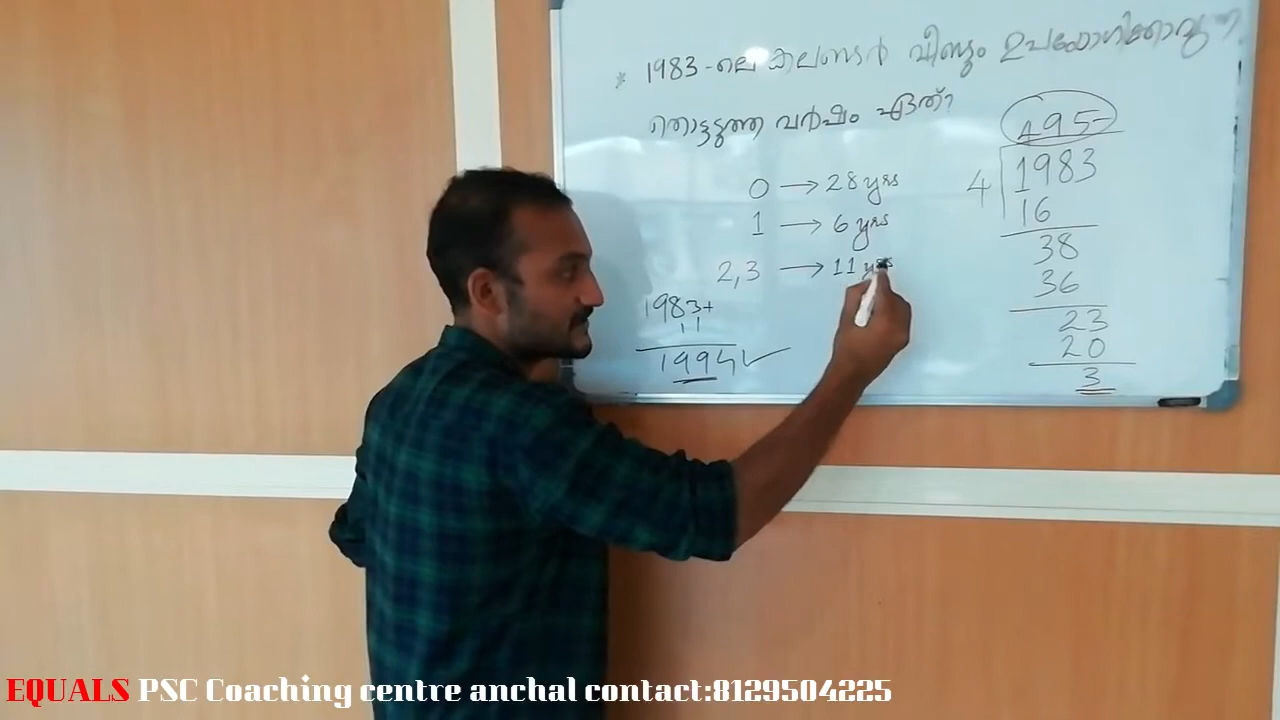 * 1983-ലെ കലണ്ടർ വീണ്ടും ഉപയോഗിക്കാവുന്ന
തൊട്ടടുത്ത വർഷം ഏത്?
0 → 28 yrs
1 → 6 yrs
2,3 → 11 yrs
1983+
11
1994 ✓
495
4 1983
16
38
36
23
20
3
EQUALS PSC Coaching centre anchal contact:8129504225